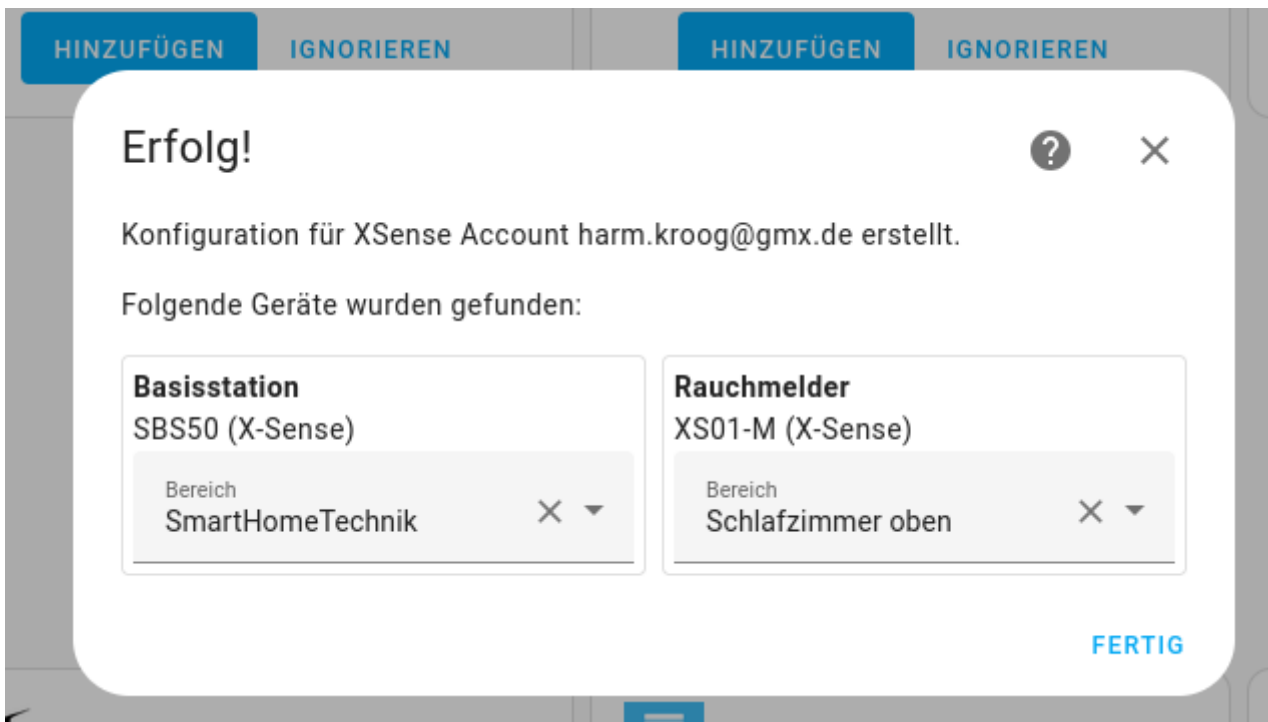 HINZUFÜGEN IGNORIEREN HINZUFÜGEN IGNORIEREN
Erfolg!
Konfiguration für XSense Account harm.kroog@gmx.de erstellt.
Folgende Geräte wurden gefunden:
Basisstation
SBS50 (X-Sense)
Bereich
SmartHomeTechnik
Rauchmelder
XS01-M (X-Sense)
Bereich
Schlafzimmer oben
FERTIG